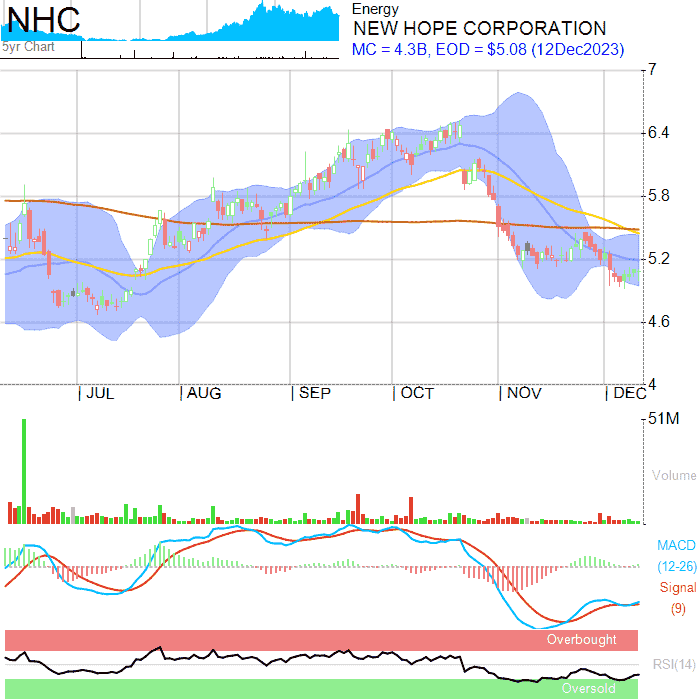 NHC
5yr Chart
Energy
NEW HOPE CORPORATION
MC = 4.3B, EOD = $5.08 (12Dec2023)
7
6.4
5.8
5.2
4.6
4
JUL AUG SEP OCT NOV DEC
51M
Volume
MACD
(12-26)
Signal
(9)
Overbought
RSI(14)
Oversold